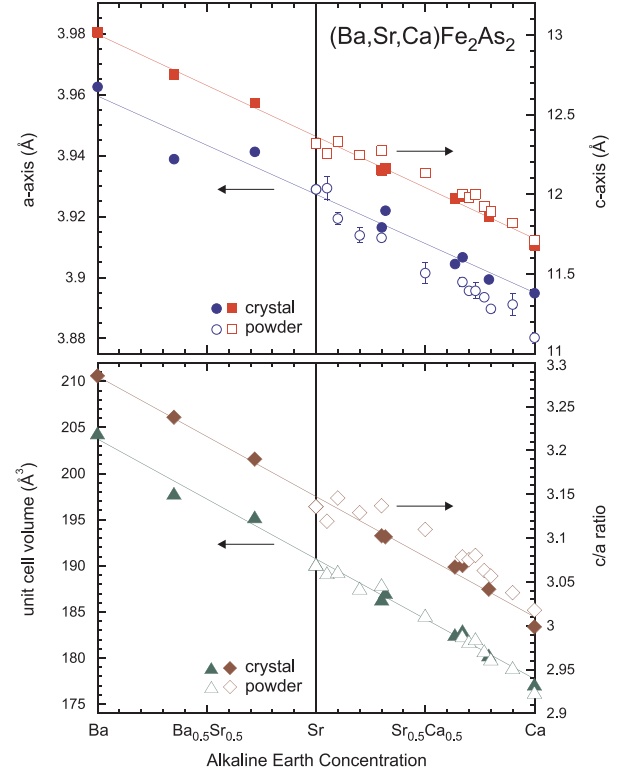 (Ba,Sr,Ca)Fe₂As₂
3.98
3.96
3.94
3.92
3.9
3.88
a-axis (Å)
13
12.5
12
11.5
11
c-axis (Å)
crystal
powder
210
205
200
195
190
185
180
175
unit cell volume (Å³)
3.3
3.25
3.2
3.15
3.1
3.05
3
2.95
2.9
c/a ratio
crystal
powder
Ba
Ba₀.₅Sr₀.₅
Sr
Sr₀.₅Ca₀.₅
Ca
Alkaline Earth Concentration